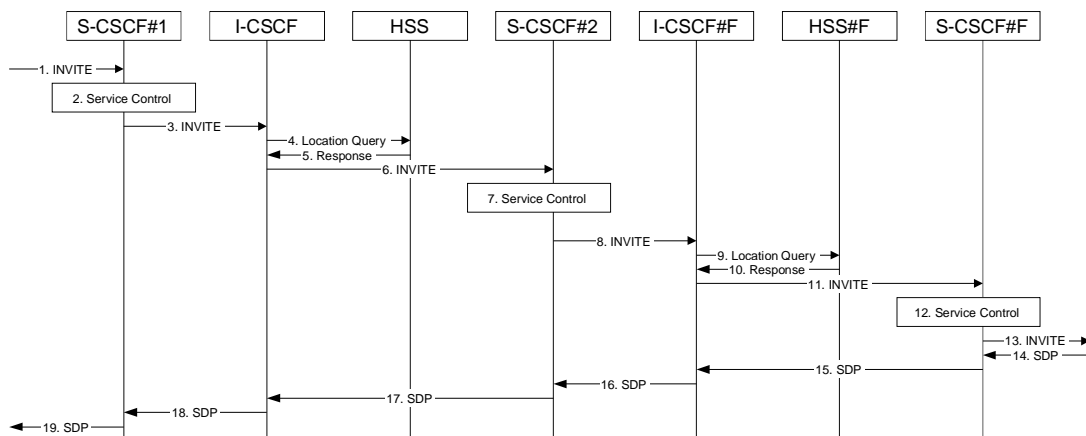 S-CSCF#1
I-CSCF
HSS
S-CSCF#2
I-CSCF#F
HSS#F
S-CSCF#F
1. INVITE
2. Service Control
3. INVITE
4. Location Query
5. Response
6. INVITE
7. Service Control
8. INVITE
9. Location Query
10. Response
11. INVITE
12. Service Control
13. INVITE
14. SDP
15. SDP
16. SDP
17. SDP
18. SDP
19. SDP